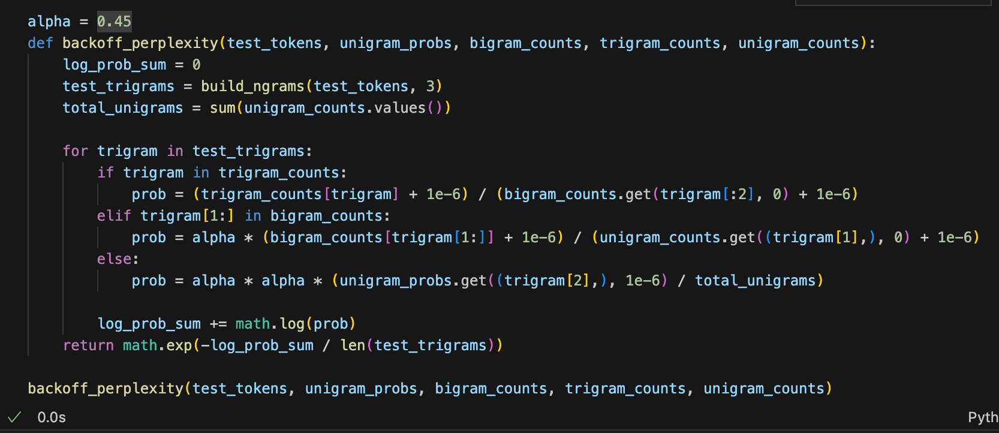 alpha = 0.45
def backoff_perplexity(test_tokens, unigram_probs, bigram_counts, trigram_counts, unigram_counts):
    log_prob_sum = 0
    test_trigrams = build_ngrams(test_tokens, 3)
    total_unigrams = sum(unigram_counts.values())

    for trigram in test_trigrams:
        if trigram in trigram_counts:
            prob = (trigram_counts[trigram] + 1e-6) / (bigram_counts.get(trigram[:2], 0) + 1e-6)
        elif trigram[1:] in bigram_counts:
            prob = alpha * (bigram_counts[trigram[1:]] + 1e-6) / (unigram_counts.get((trigram[1],), 0) + 1e-6)
        else:
            prob = alpha * alpha * (unigram_probs.get((trigram[2],), 1e-6) / total_unigrams)

        log_prob_sum += math.log(prob)
    return math.exp(-log_prob_sum / len(test_trigrams))

backoff_perplexity(test_tokens, unigram_probs, bigram_counts, trigram_counts, unigram_counts)
0.0s
Pyth